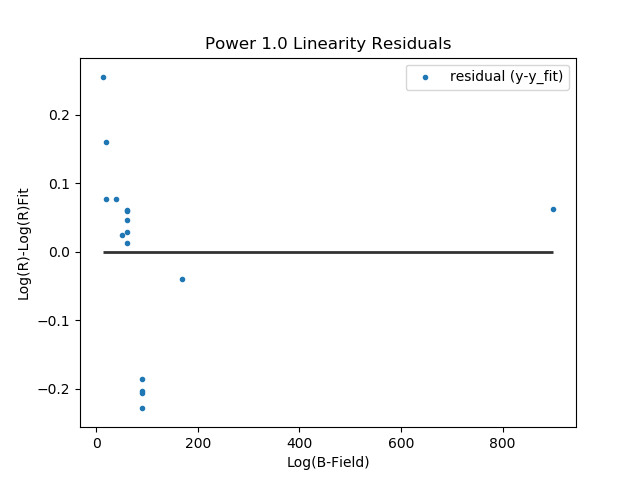 Power 1.0 Linearity Residuals
residual (y-y_fit)
0.2
0.1
0.0
−0.1
−0.2
Log(R)-Log(R)Fit
0 200 400 600 800
Log(B-Field)